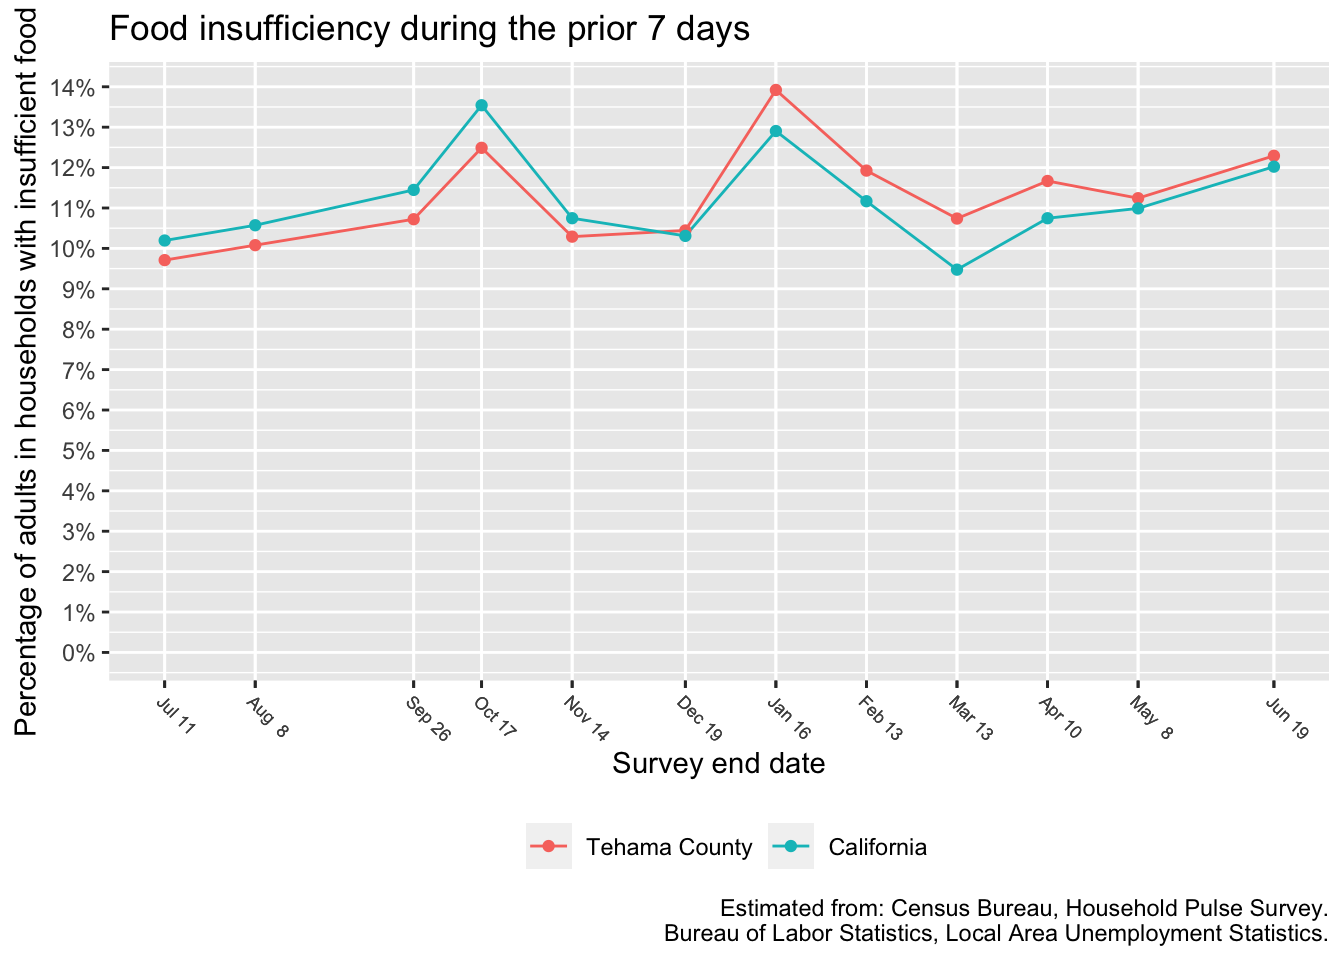 Food insufficiency during the prior 7 days
Percentage of adults in households with insufficient food
14%
13%
12%
11%
10%
9%
8%
7%
6%
5%
4%
3%
2%
1%
0%
Jul 11
Aug 8
Sep 26
Oct 17
Nov 14
Dec 19
Jan 16
Feb 13
Mar 13
Apr 10
May 8
Jun 19
Survey end date
Tehama County
California
Estimated from: Census Bureau, Household Pulse Survey.
Bureau of Labor Statistics, Local Area Unemployment Statistics.